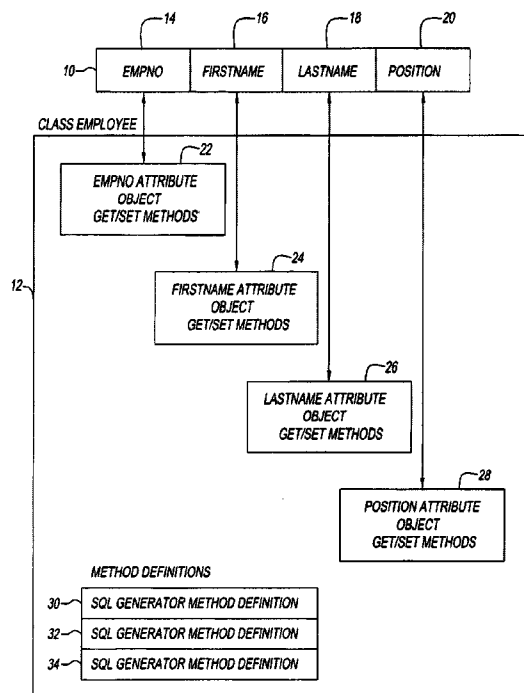 14
16
18
20
10
EMPNO
FIRSTNAME
LASTNAME
POSITION
CLASS EMPLOYEE
22
EMPNO ATTRIBUTE
OBJECT
GET/SET METHODS
12
24
FIRSTNAME ATTRIBUTE
OBJECT
GET/SET METHODS
26
LASTNAME ATTRIBUTE
OBJECT
GET/SET METHODS
28
POSITION ATTRIBUTE
OBJECT
GET/SET METHODS
METHOD DEFINITIONS
30
SQL GENERATOR METHOD DEFINITION
32
SQL GENERATOR METHOD DEFINITION
34
SQL GENERATOR METHOD DEFINITION